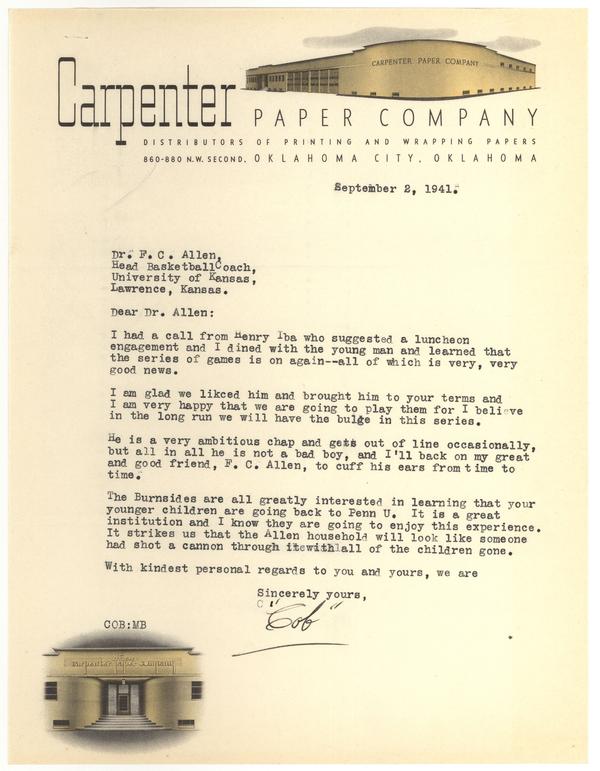 CARPENTER PAPER COMPANY
Carpenter PAPER COMPANY
DISTRIBUTORS OF PRINTING AND WRAPPING PAPERS
860-880 N.W. SECOND, OKLAHOMA CITY, OKLAHOMA
September 2, 1941.
Dr. F. C. Allen,
Head Basketball Coach,
University of Kansas,
Lawrence, Kansas.
Dear Dr. Allen:
I had a call from Henry Iba who suggested a luncheon
engagement and I dined with the young man and learned that
the series of games is on again--all of which is very, very
good news.
I am glad we likced him and brought him to your terms and
I am very happy that we are going to play them for I believe
in the long run we will have the bulge in this series.
He is a very ambitious chap and gets out of line occasionally,
but all in all he is not a bad boy, and I'll back on my great
and good friend, F. C. Allen, to cuff his ears from time to
time.
The Burnsides are all greatly interested in learning that your
younger children are going back to Penn U. It is a great
institution and I know they are going to enjoy this experience.
It strikes us that the Allen household will look like someone
had shot a cannon through itewithlall of the children gone.
With kindest personal regards to you and yours, we are
Sincerely yours,
C "Cob"
COB:MB
Carpenter Paper Company